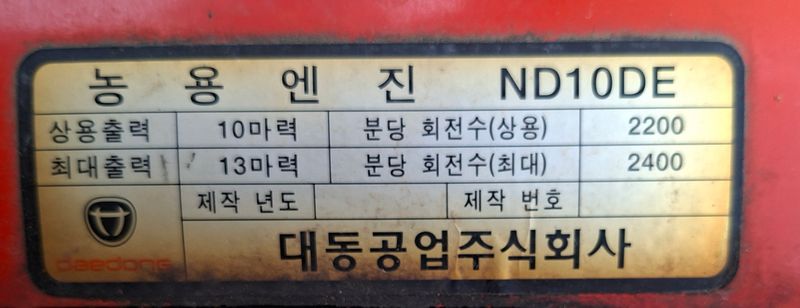 농용엔진 ND10DE
상용출력 10마력 분당 회전수(상용) 2200
최대출력 13마력 분당 회전수(최대) 2400
제작 년도 제작 번호
daedong 대동공업주식회사